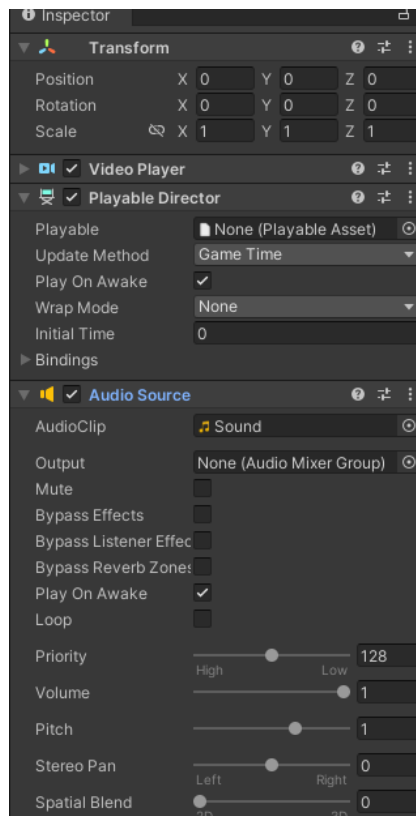 Inspector
Transform
Position X 0 Y 0 Z 0
Rotation X 0 Y 0 Z 0
Scale X 1 Y 1 Z 1
Video Player
Playable Director
Playable None (Playable Asset)
Update Method Game Time
Play On Awake
Wrap Mode None
Initial Time 0
Bindings
Audio Source
AudioClip Sound
Output None (Audio Mixer Group)
Mute
Bypass Effects
Bypass Listener Effec
Bypass Reverb Zones
Play On Awake
Loop
Priority 128
High Low
Volume 1
Pitch 1
Stereo Pan 0
Left Right
Spatial Blend 0
2D 3D